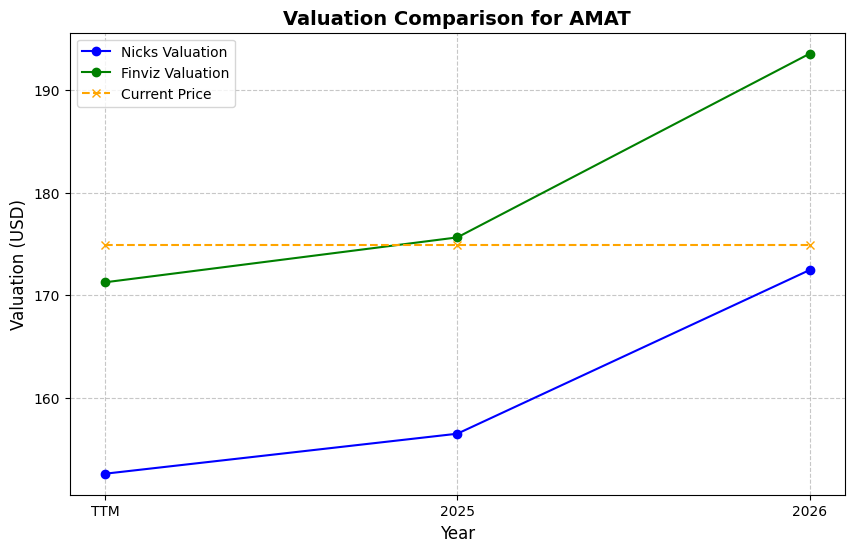 Valuation Comparison for AMAT
Nicks Valuation
Finviz Valuation
Current Price
Valuation (USD)
190
180
170
160
TTM
2025
2026
Year